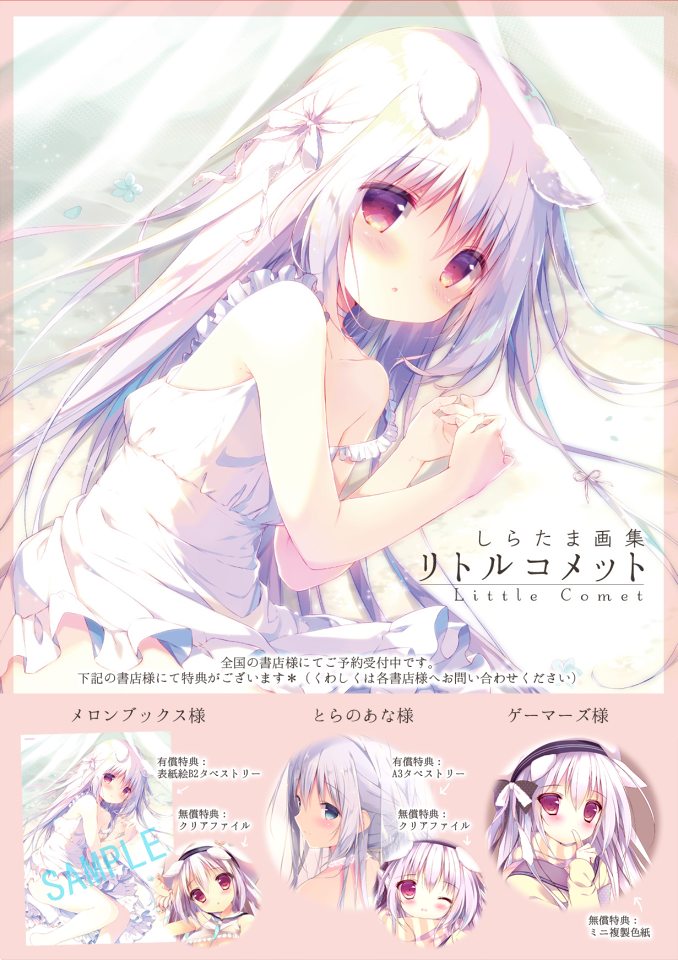 しらたま画集
リトルコメット
Little Comet
全国の書店様にてご予約受付中です。
下記の書店様にて特典がございます＊（くわしくは各書店様へお問い合わせください）
メロンブックス様
有償特典：
表紙絵B2タペストリー
無償特典：
クリアファイル
SAMPLE
とらのあな様
有償特典：
A3タペストリー
無償特典：
クリアファイル
ゲーマーズ様
無償特典：
ミニ複製色紙